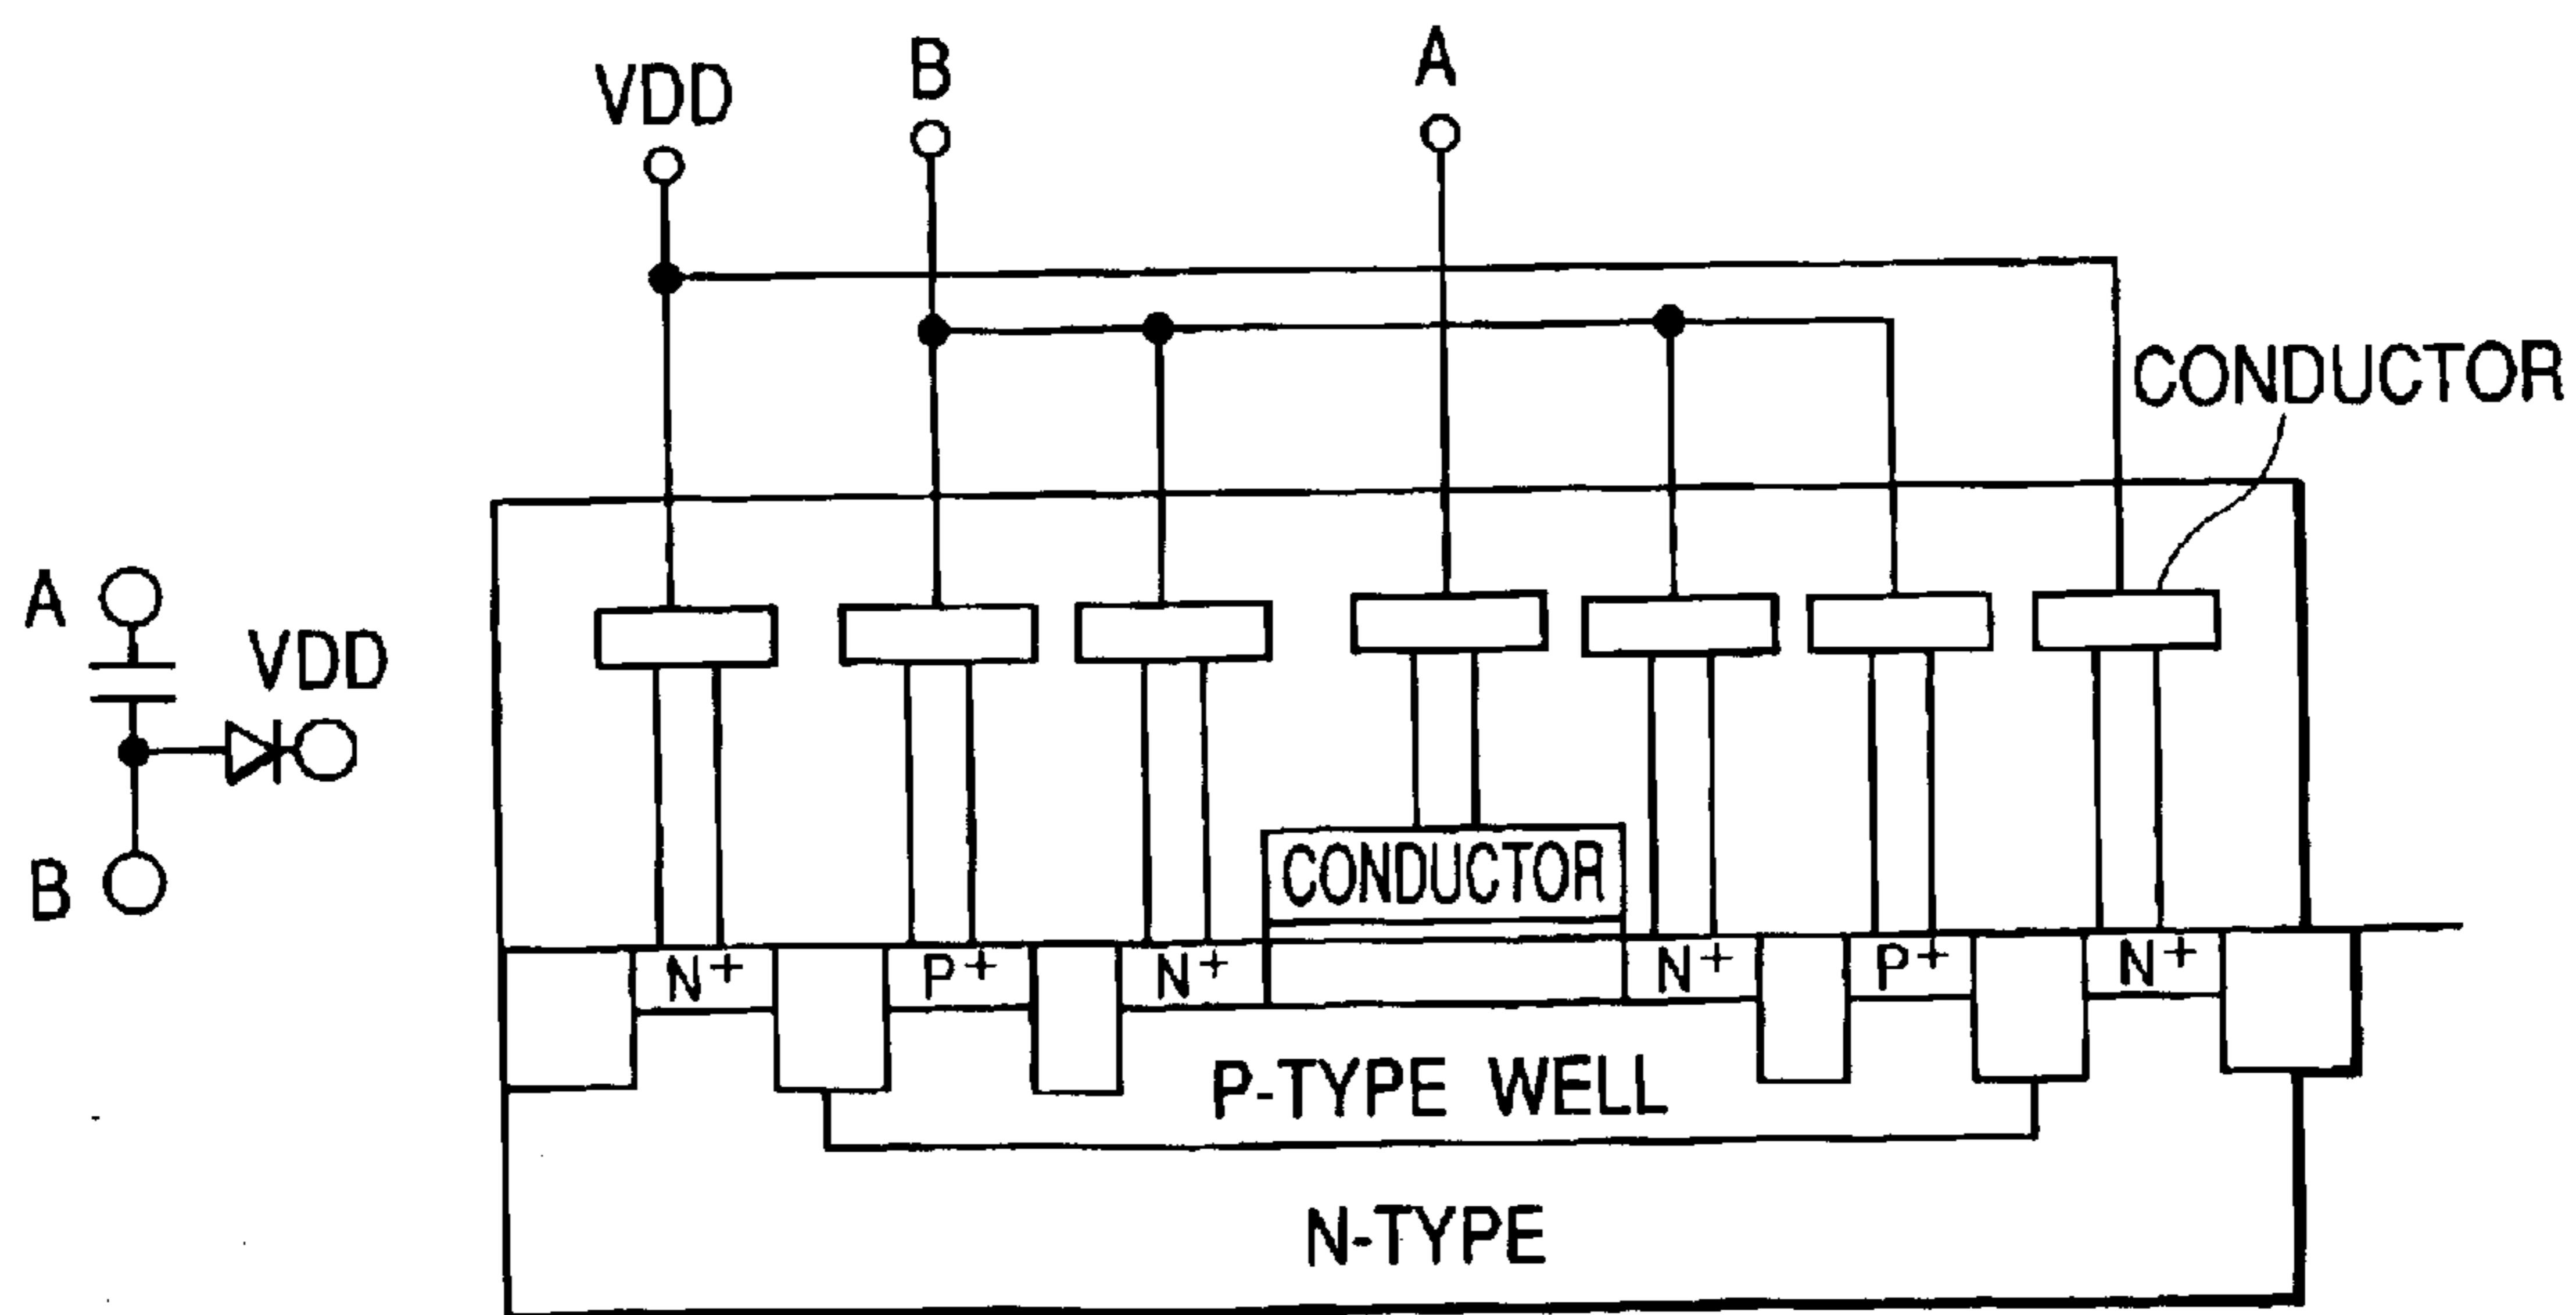 VDD B A
CONDUCTOR
A
VDD
B
CONDUCTOR
N+ P+ N+ N+ P+ N+
P-TYPE WELL
N-TYPE